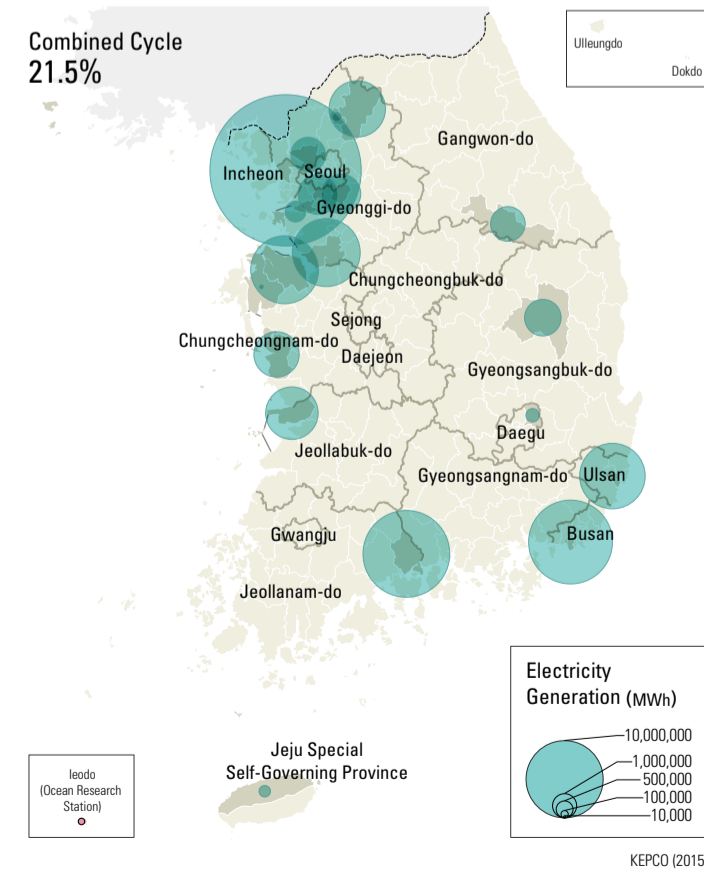 Combined Cycle
21.5%
Ulleungdo
Dokdo
Gangwon-do
Incheon
Seoul
Gyeonggi-do
Chungcheongbuk-do
Sejong
Chungcheongnam-do
Daejeon
Gyeongsangbuk-do
Daegu
Jeollabuk-do
Gyeongsangnam-do
Ulsan
Gwangju
Busan
Jeollanam-do
Electricity
Generation (MWh)
10,000,000
1,000,000
500,000
100,000
10,000
Jeju Special
Self-Governing Province
Ieodo
(Ocean Research
Station)
KEPCO (2015